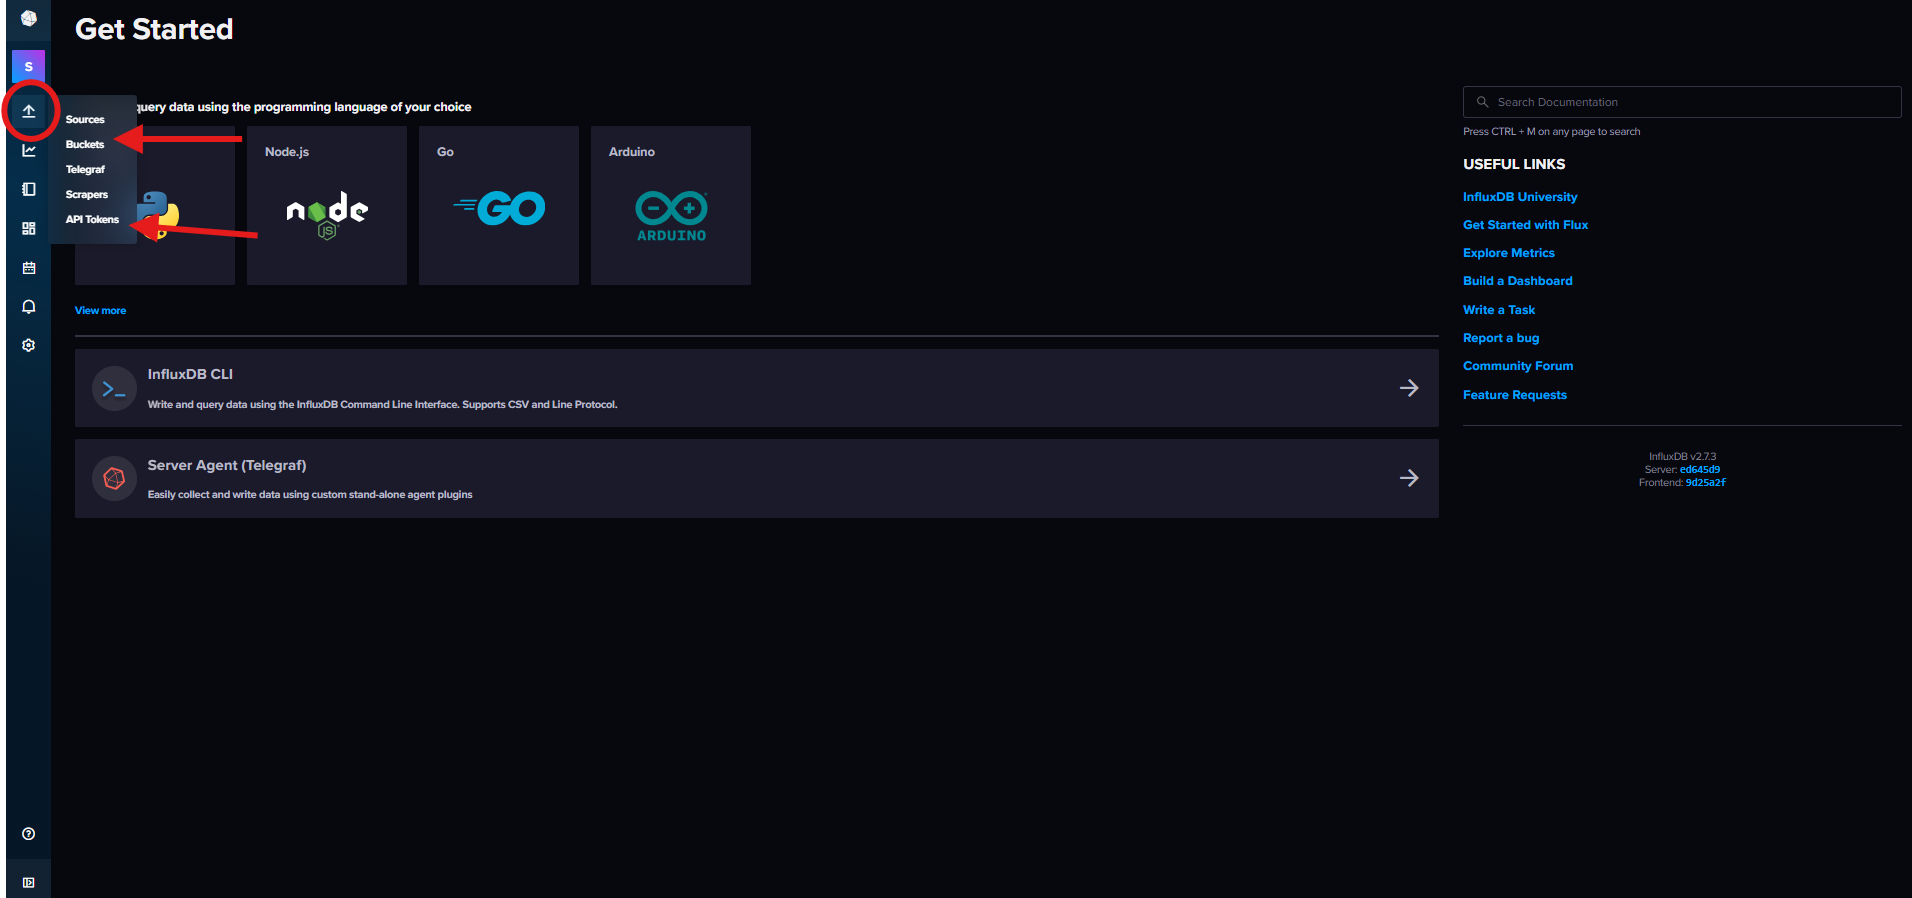 Get Started
S
query data using the programming language of your choice
Sources
Buckets
Telegraf
Scrapers
API Tokens
Node.js
node
JS
Go
GO
Arduino
ARDUINO
View more
InfluxDB CLI
Write and query data using the InfluxDB Command Line Interface. Supports CSV and Line Protocol.
Server Agent (Telegraf)
Easily collect and write data using custom stand-alone agent plugins
Search Documentation
Press CTRL + M on any page to search
USEFUL LINKS
InfluxDB University
Get Started with Flux
Explore Metrics
Build a Dashboard
Write a Task
Report a bug
Community Forum
Feature Requests
InfluxDB v2.7.3
Server: ed645d9
Frontend: 9d25a2f